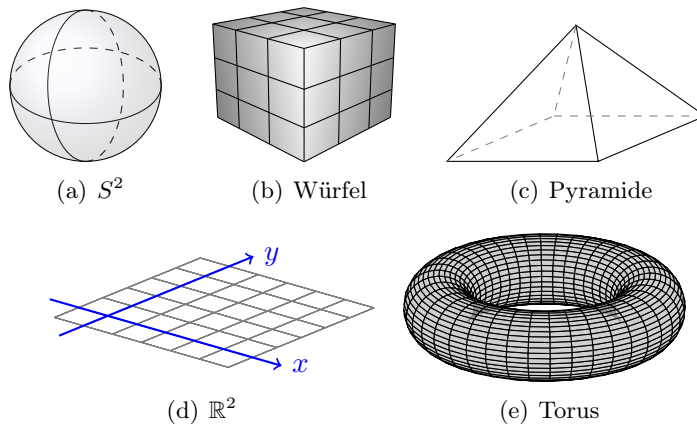 (a) S²
(b) Würfel
(c) Pyramide
y
x
(d) ℝ²
(e) Torus